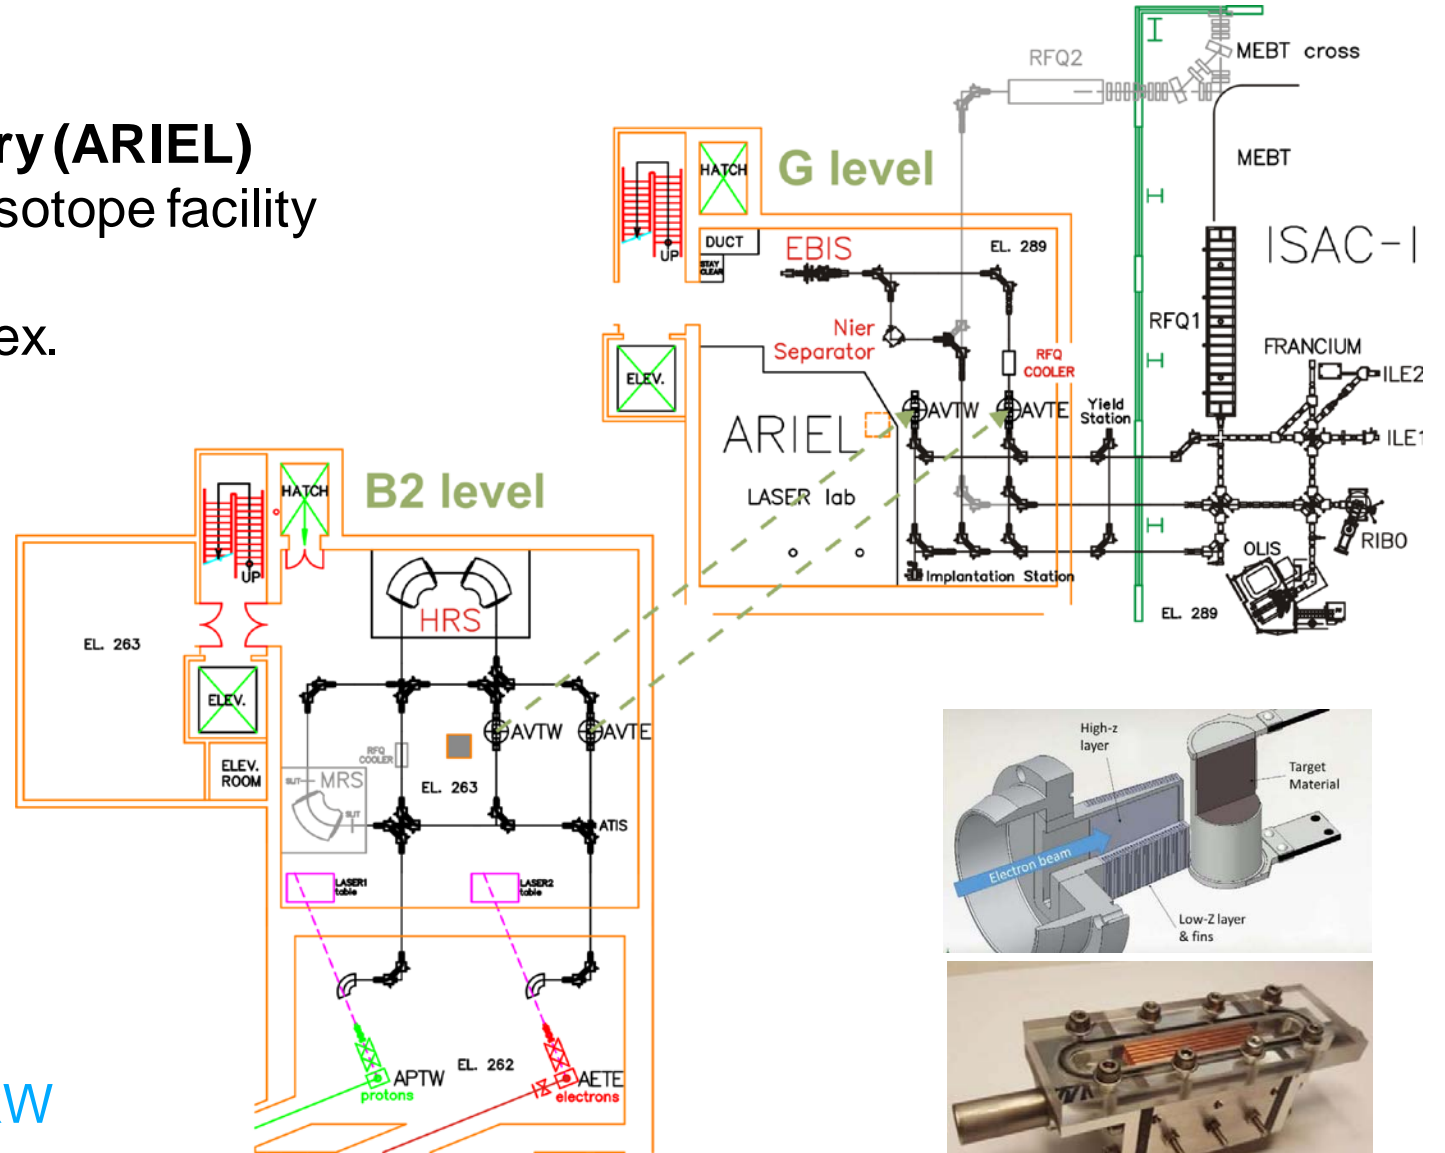 ry (ARIEL)
sotope facility
ex.
W
G level
HATCH
UP
DUCT
STAY
CLEAR
EBIS
EL. 289
Nier
Separator
RFQ
COOLER
ELEV.
ARIEL
LASER lab
AVTW
AVTE
Yield
Station
Implantation Station
RFQ2
MEBT cross
MEBT
ISAC-I
RFQ1
FRANCIUM
ILE2
ILE1
RIBO
OLIS
EL. 289
B2 level
HATCH
UP
EL. 263
ELEV.
ELEV.
ROOM
HRS
AVTW
AVTE
RFQ
COOLER
EL. 263
SLIT
MRS
SLIT
ATIS
LASER1
table
LASER2
table
APTW
protons
EL. 262
AETE
electrons
High-z
layer
Target
Material
Electron beam
Low-Z layer
& fins